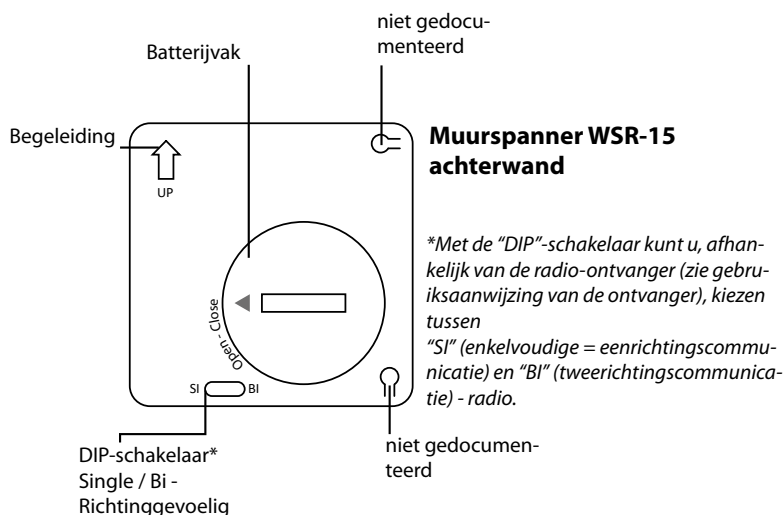 niet gedocu-
menteerd
Batterijvak
Begeleiding
UP
Muurspanner WSR-15
achterwand
*Met de “DIP”-schakelaar kunt u, afhan-
kelijk van de radio-ontvanger (zie gebru-
iksaanwijzing van de ontvanger), kiezen
tussen
“SI” (enkelvoudige = eenrichtingscommu-
nicatie) en “BI” (tweerichtingscommunica-
tie) - radio.
Open - Close
SI BI
DIP-schakelaar*
Single / Bi -
Richtinggevoelig
niet gedocumen-
teerd